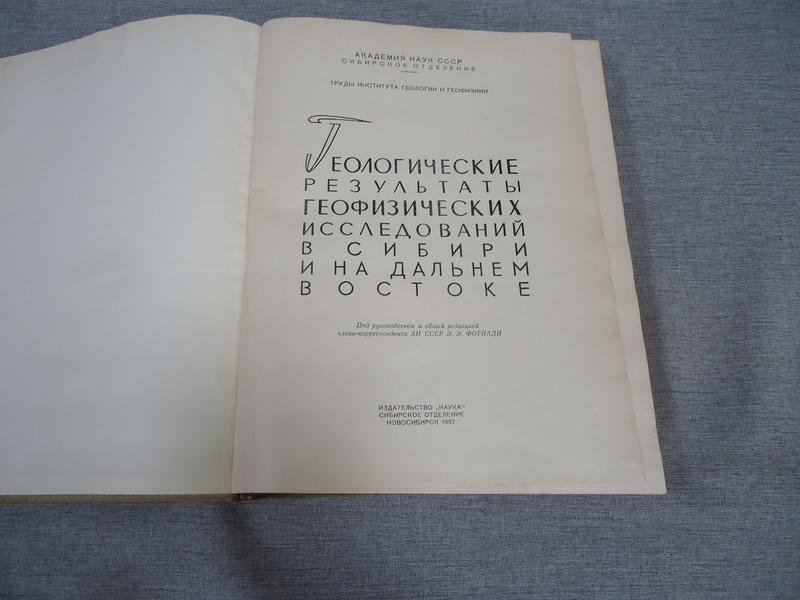 АКАДЕМИЯ НАУК СССР
СИБИРСКОЕ ОТДЕЛЕНИЕ
ТРУДЫ ИНСТИТУТА ГЕОЛОГИИ И ГЕОФИЗИКИ
ГЕОЛОГИЧЕСКИЕ
РЕЗУЛЬТАТЫ
ГЕОФИЗИЧЕСКИХ
ИССЛЕДОВАНИЙ
В СИБИРИ
И НА ДАЛЬНЕМ
ВОСТОКЕ
Под руководством и общей редакцией
члена-корреспондента АН СССР Э. Э. ФОТИАДИ
ИЗДАТЕЛЬСТВО „НАУКА“
СИБИРСКОЕ ОТДЕЛЕНИЕ
НОВОСИБИРСК 1967